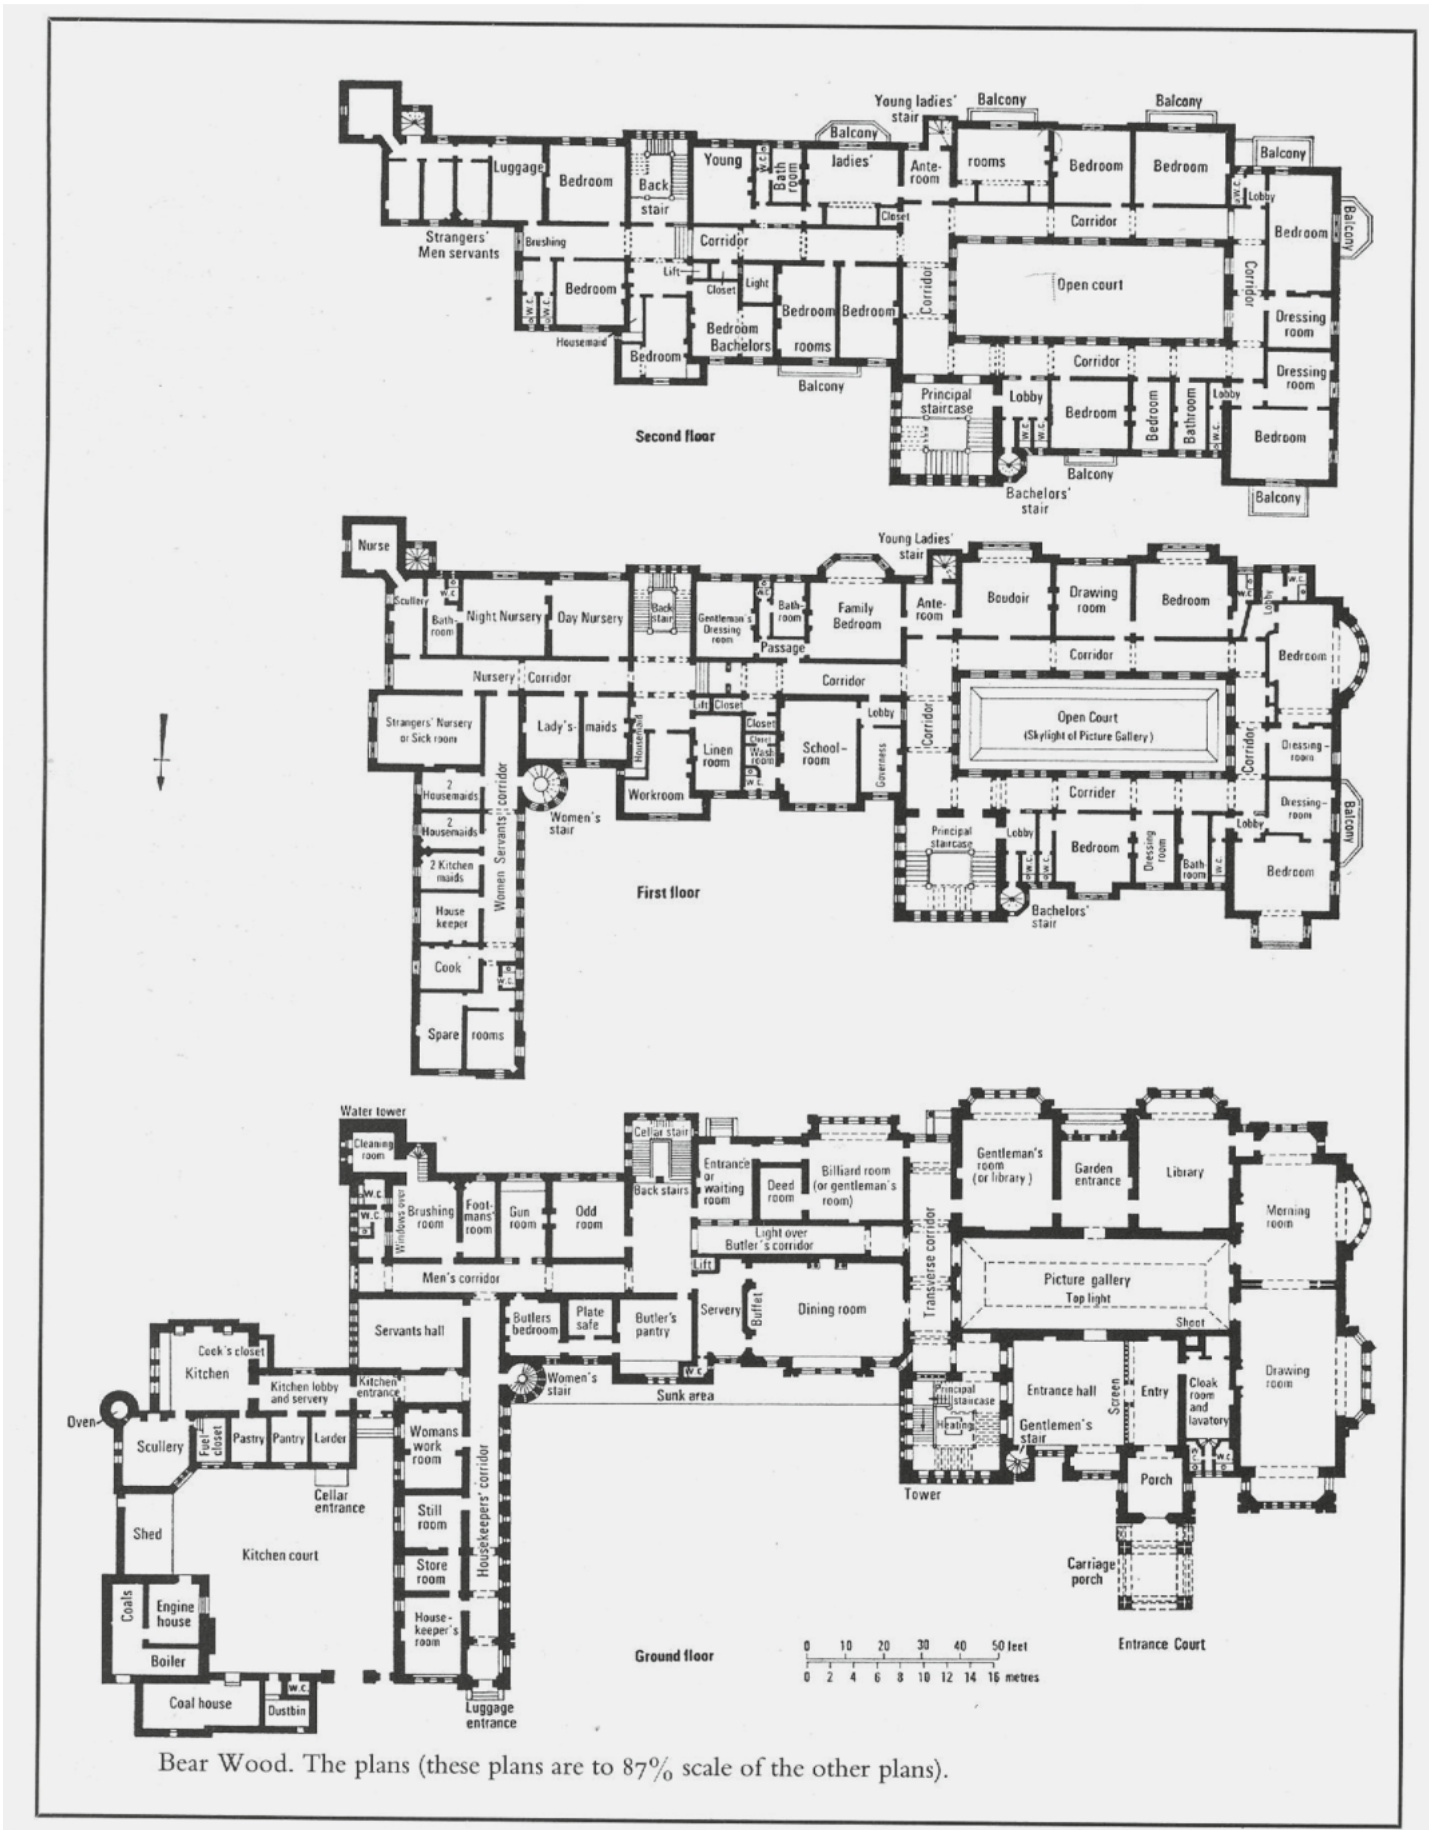 Young ladies'
stair
Balcony
Balcony
Balcony
Balcony
Luggage
Bedroom
Back
stair
Young
W.C.
Bath
room
ladies'
Ante-
room
rooms
Bedroom
Bedroom
W.C.
Lobby
Closet
Corridor
Bedroom
Balcony
Strangers'
Men servants
Brushing
Corridor
Lift
Closet
Light
Corridor
Open court
Corridor
W.C.
W.C.
Bedroom
Housemaid
Bedroom
Bedroom
Bachelors
Bedroom
rooms
Bedroom
Dressing
room
Corridor
Dressing
room
Balcony
Principal
staircase
Lobby
W.C.
W.C.
Bedroom
Bedroom
Bathroom
Lobby
W.C.
Bedroom
Second floor
Balcony
Bachelors'
stair
Balcony
Nurse
Young Ladies'
stair
Scullery
W.C.
Bath-
room
Night Nursery
Day Nursery
Back
stair
Gentleman's
Dressing
room
W.C.
Bath-
room
Passage
Family
Bedroom
Ante-
room
Boudoir
Drawing
room
Bedroom
W.C.
Lobby
W.C.
Nursery
Corridor
Corridor
Corridor
Bedroom
Strangers' Nursery
or Sick room
Lady's-
maids
Housemaid
Lift
Closet
Closet
Closet
Linen
room
Wash
room
W.C.
School-
room
Lobby
Governess
Corridor
Open Court
(Skylight of Picture Gallery)
Corridor
Dressing-
room
2
Housemaids
2
Housemaids
2 Kitchen
maids
House
keeper
Cook
W.C.
Spare
rooms
Women Servants' corridor
Women's
stair
Workroom
Corrider
Dressing-
room
Balcony
Principal
staircase
Lobby
W.C.
W.C.
Bedroom
Dressing
room
Bath-
room
W.C.
Lobby
Bedroom
First floor
Bachelors'
stair
Water tower
Cleaning
room
W.C.
W.C.
Windows over
Brushing
room
Foot-
mans'
room
Gun
room
Odd
room
Cellar stair
Back stairs
Entrance
or
waiting
room
Deed
room
Billiard room
(or gentleman's
room)
Light over
Butler's corridor
Transverse corridor
Gentleman's
room
(or library)
Garden
entrance
Library
Morning
room
Men's corridor
Lift
Servants hall
Butlers
bedroom
Plate
safe
Butler's
pantry
Servery
Buffet
Dining room
Picture gallery
Top light
Shoot
W.C.
Women's
stair
Sunk area
Cook's closet
Kitchen
Kitchen lobby
and servery
Kitchen
entrance
Oven
Scullery
Fuel
closet
Pastry
Pantry
Larder
Cellar
entrance
Womans
work
room
Still
room
Store
room
House-
keeper's
room
Housekeepers' corridor
Principal
staircase
Heating
Tower
Entrance hall
Gentlemen's
stair
Screen
Entry
Cloak
room
and
lavatory
W.C.
Drawing
room
Porch
Carriage
porch
Shed
Kitchen court
Coals
Engine
house
Boiler
Coal house
W.C.
Dustbin
Luggage
entrance
Ground floor
0 10 20 30 40 50 feet
0 2 4 6 8 10 12 14 16 metres
Entrance Court
Bear Wood. The plans (these plans are to 87% scale of the other plans).